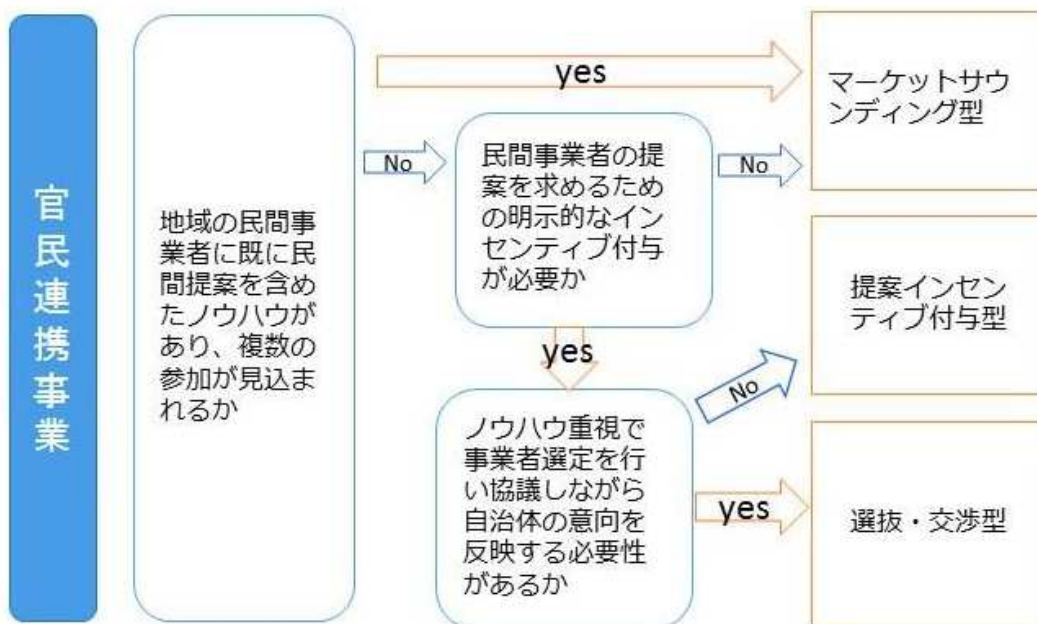 官民連携事業
地域の民間事
業者に既に民
間提案を含め
たノウハウが
あり、複数の
参加が見込ま
れるか
yes
マーケットサウ
ンディング型
No
民間事業者の提
案を求めるため
の明示的なイン
センティブ付与
が必要か
No
yes
提案インセン
ティブ付与型
No
ノウハウ重視で
事業者選定を行
い協議しながら
自治体の意向を
反映する必要性
があるか
yes
選抜・交渉型